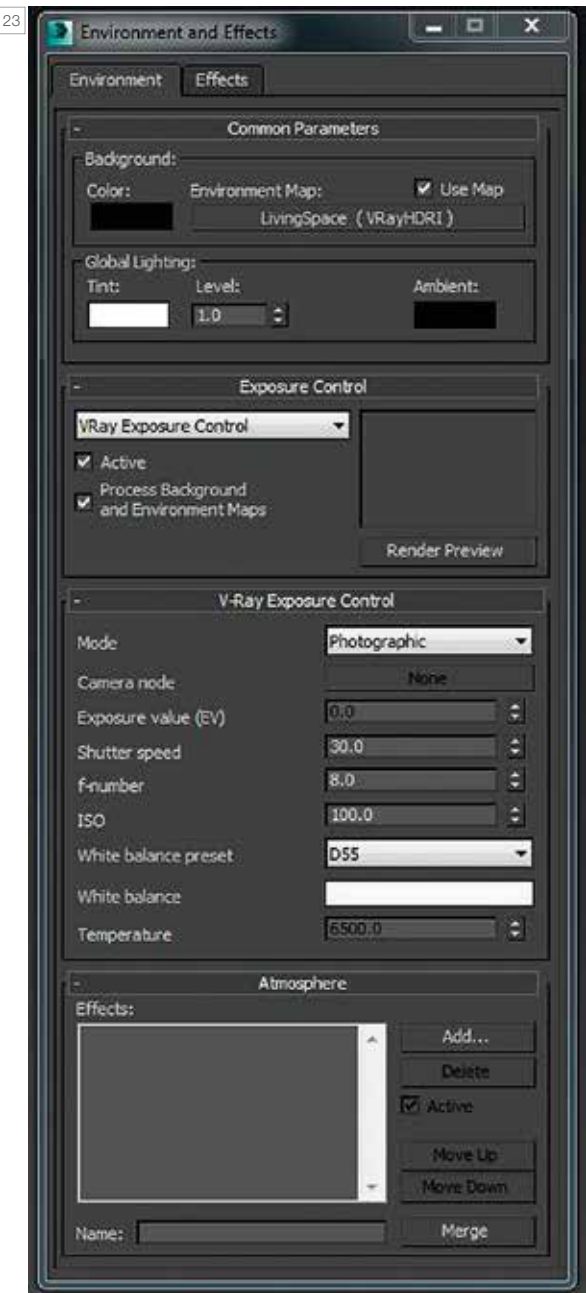 23
Environment and Effects
Environment Effects
- Common Parameters
Background:
Color: Environment Map: Use Map
LivingSpace ( VRayHDRI )
Global Lighting:
Tint: Level: Ambient:
1.0
- Exposure Control
VRay Exposure Control
Active
Process Background
and Environment Maps
Render Preview
- V-Ray Exposure Control
Mode Photographic
Camera node None
Exposure value (EV) 0.0
Shutter speed 30.0
f-number 8.0
ISO 100.0
White balance preset D55
White balance
Temperature 6500.0
- Atmosphere
Effects:
Add...
Delete
Active
Move Up
Move Down
Name: Merge